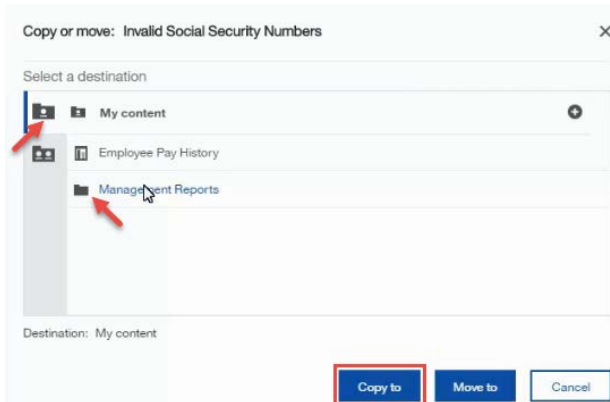 Copy or move: Invalid Social Security Numbers
Select a destination
My content
Employee Pay History
Management Reports
Destination: My content
Copy to Move to Cancel